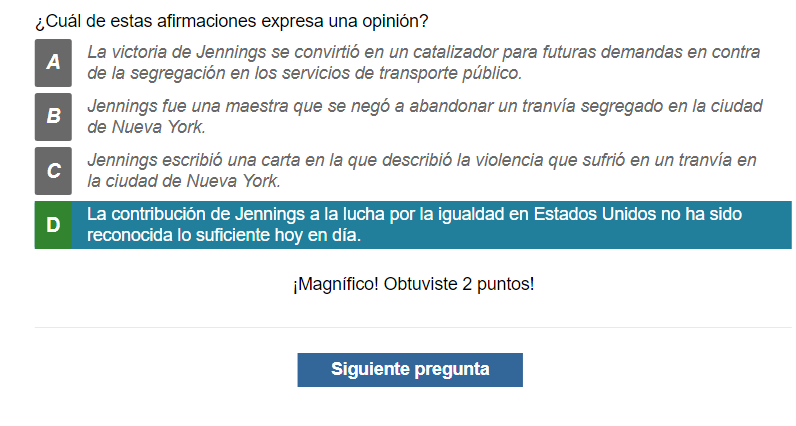 ¿Cuál de estas afirmaciones expresa una opinión?
A La victoria de Jennings se convirtió en un catalizador para futuras demandas en contra
de la segregación en los servicios de transporte público.
B Jennings fue una maestra que se negó a abandonar un tranvía segregado en la ciudad
de Nueva York.
C Jennings escribió una carta en la que describió la violencia que sufrió en un tranvía en
la ciudad de Nueva York.
D La contribución de Jennings a la lucha por la igualdad en Estados Unidos no ha sido
reconocida lo suficiente hoy en día.
¡Magnífico! Obtuviste 2 puntos!
Siguiente pregunta